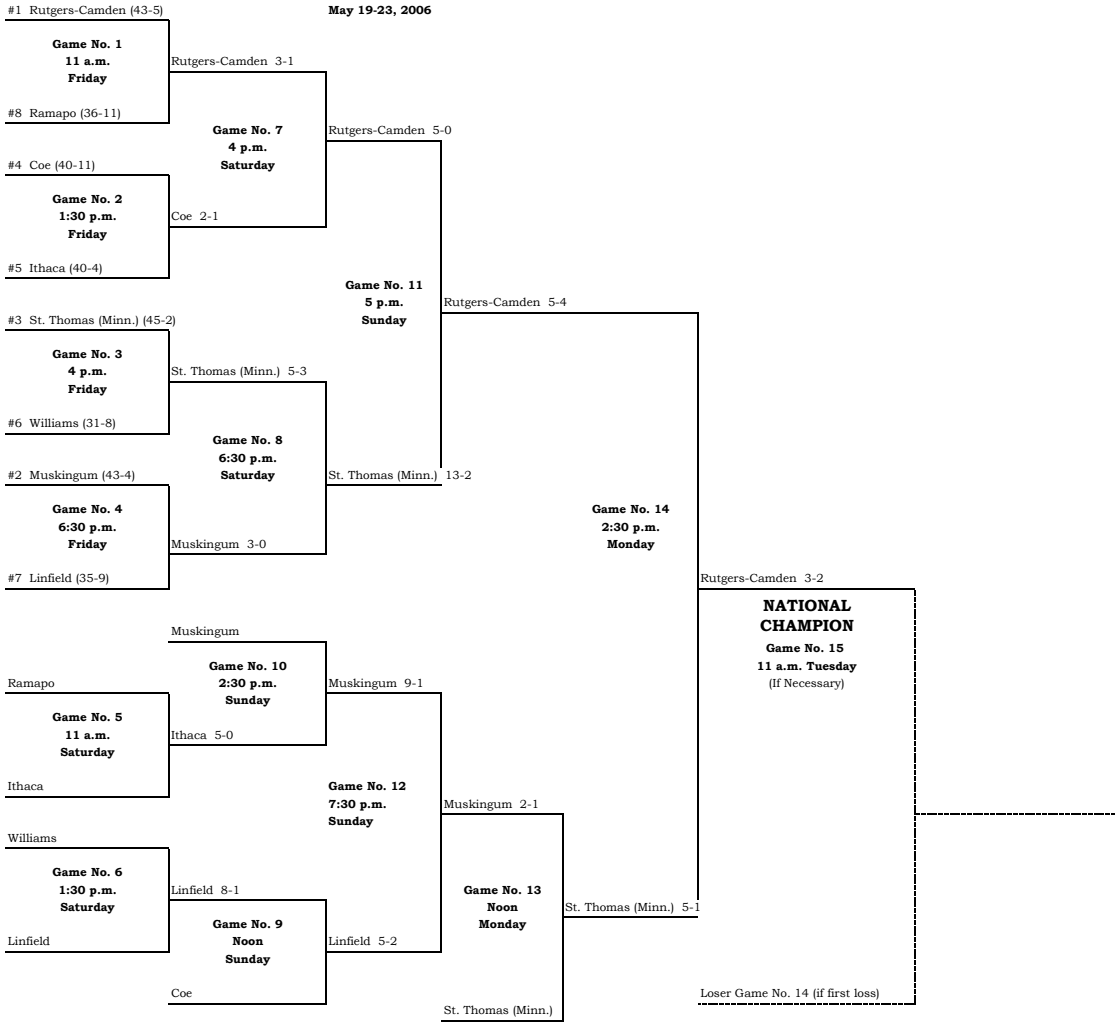 #1 Rutgers-Camden (43-5)
May 19-23, 2006
Game No. 1
11 a.m.
Friday
Rutgers-Camden 3-1
#8 Ramapo (36-11)
Game No. 7
4 p.m.
Saturday
Rutgers-Camden 5-0
#4 Coe (40-11)
Game No. 2
1:30 p.m.
Friday
Coe 2-1
#5 Ithaca (40-4)
Game No. 11
5 p.m.
Sunday
Rutgers-Camden 5-4
#3 St. Thomas (Minn.) (45-2)
Game No. 3
4 p.m.
Friday
St. Thomas (Minn.) 5-3
#6 Williams (31-8)
Game No. 8
6:30 p.m.
Saturday
St. Thomas (Minn.) 13-2
#2 Muskingum (43-4)
Game No. 4
6:30 p.m.
Friday
Muskingum 3-0
#7 Linfield (35-9)
Game No. 14
2:30 p.m.
Monday
Rutgers-Camden 3-2
NATIONAL
CHAMPION
Game No. 15
11 a.m. Tuesday
(If Necessary)
Muskingum
Game No. 10
2:30 p.m.
Sunday
Muskingum 9-1
Ramapo
Game No. 5
11 a.m.
Saturday
Ithaca 5-0
Ithaca
Game No. 12
7:30 p.m.
Sunday
Muskingum 2-1
Williams
Game No. 6
1:30 p.m.
Saturday
Linfield 8-1
Linfield
Game No. 9
Noon
Sunday
Linfield 5-2
Coe
Game No. 13
Noon
Monday
St. Thomas (Minn.) 5-1
St. Thomas (Minn.)
Loser Game No. 14 (if first loss)